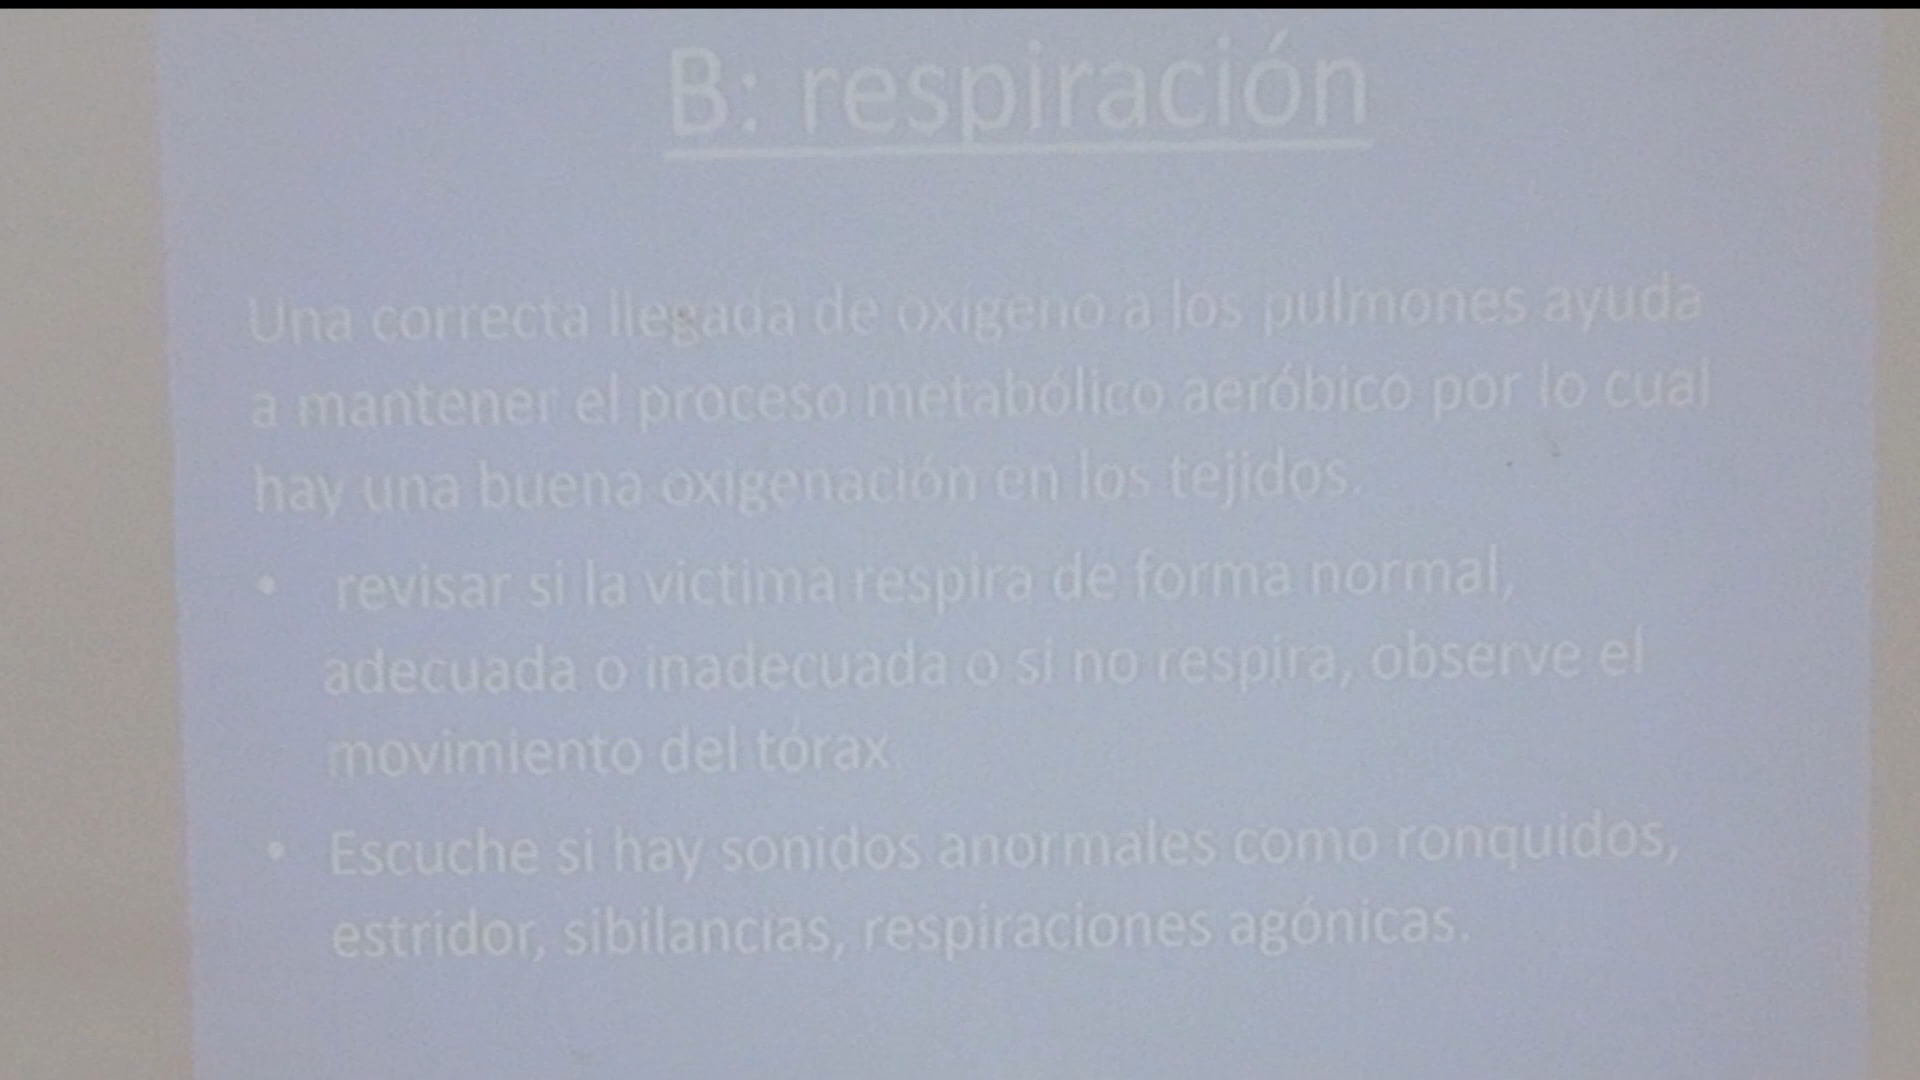 B: respiración
Una correcta llegada de oxigeno a los pulmones ayuda
a mantener el proceso metabólico aeróbico por lo cual
hay una buena oxigenación en los tejidos.
• revisar si la victima respira de forma normal,
adecuada o inadecuada o si no respira, observe el
movimiento del tórax
• Escuche si hay sonidos anormales como ronquidos,
estridor, sibilancias, respiraciones agónicas.